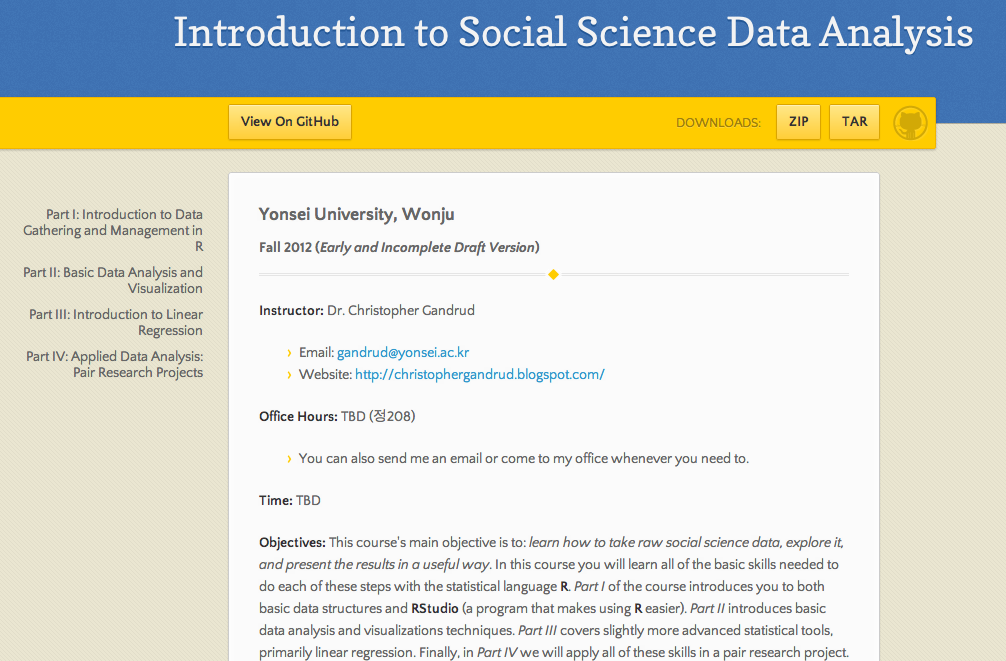 Introduction to Social Science Data Analysis
View On GitHub
DOWNLOADS:
ZIP
TAR
Part I: Introduction to Data
Gathering and Management in
R
Part II: Basic Data Analysis and
Visualization
Part III: Introduction to Linear
Regression
Part IV: Applied Data Analysis:
Pair Research Projects
Yonsei University, Wonju
Fall 2012 (Early and Incomplete Draft Version)
Instructor: Dr. Christopher Gandrud
Email: gandrud@yonsei.ac.kr
Website: http://christophergandrud.blogspot.com/
Office Hours: TBD (정208)
You can also send me an email or come to my office whenever you need to.
Time: TBD
Objectives: This course's main objective is to: learn how to take raw social science data, explore it,
and present the results in a useful way. In this course you will learn all of the basic skills needed to
do each of these steps with the statistical language R. Part I of the course introduces you to both
basic data structures and RStudio (a program that makes using R easier). Part II introduces basic
data analysis and visualizations techniques. Part III covers slightly more advanced statistical tools,
primarily linear regression. Finally, in Part IV we will apply all of these skills in a pair research project.